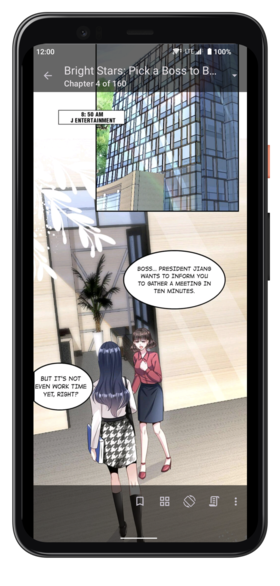 12:00
LTE
100%
Bright Stars: Pick a Boss to B...
Chapter 4 of 160
8:50 AM
J ENTERTAINMENT
BOSS... PRESIDENT JIANG
WANTS TO INFORM YOU
TO GATHER A MEETING IN
TEN MINUTES.
BUT IT'S NOT
EVEN WORK TIME
YET, RIGHT?